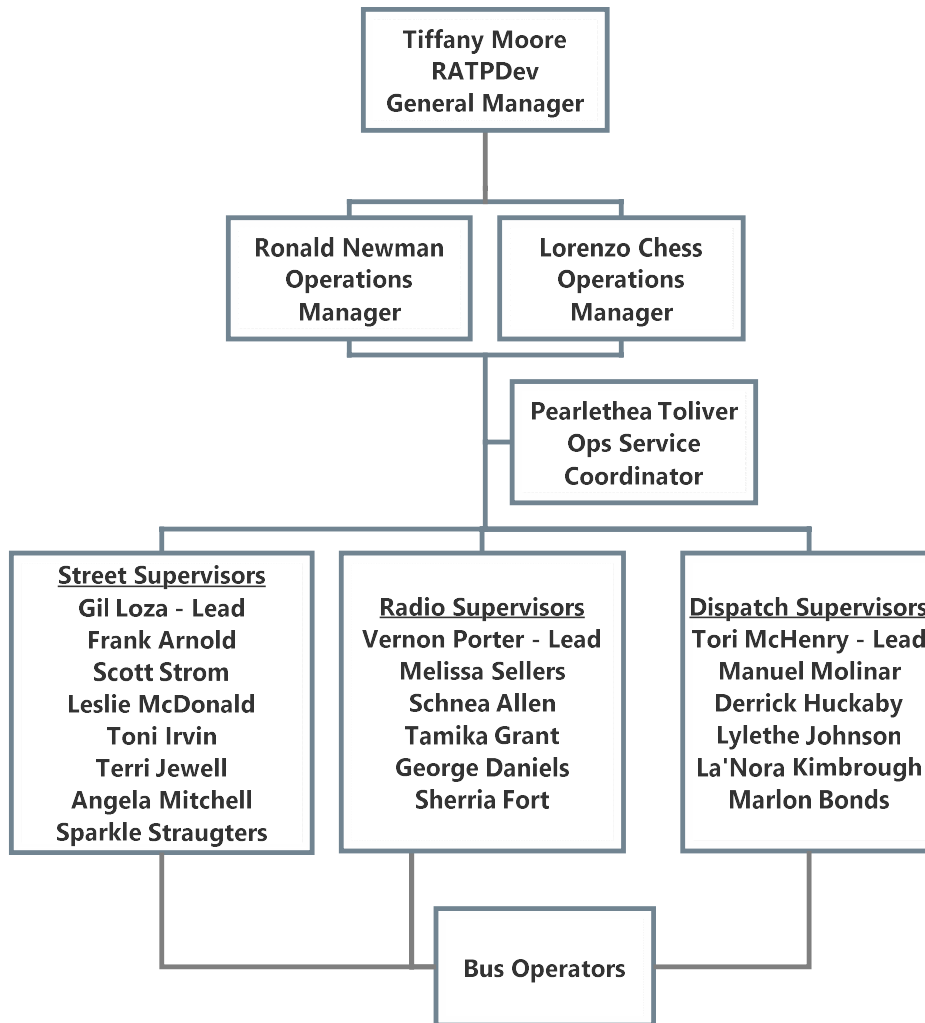 Tiffany Moore
RATPDev
General Manager
Ronald Newman
Operations
Manager
Lorenzo Chess
Operations
Manager
Pearlethea Toliver
Ops Service
Coordinator
Street Supervisors
Gil Loza - Lead
Frank Arnold
Scott Strom
Leslie McDonald
Toni Irvin
Terri Jewell
Angela Mitchell
Sparkle Straugters
Radio Supervisors
Vernon Porter - Lead
Melissa Sellers
Schnea Allen
Tamika Grant
George Daniels
Sherria Fort
Dispatch Supervisors
Tori McHenry - Lead
Manuel Molinar
Derrick Huckaby
Lylethe Johnson
La'Nora Kimbrough
Marlon Bonds
Bus Operators